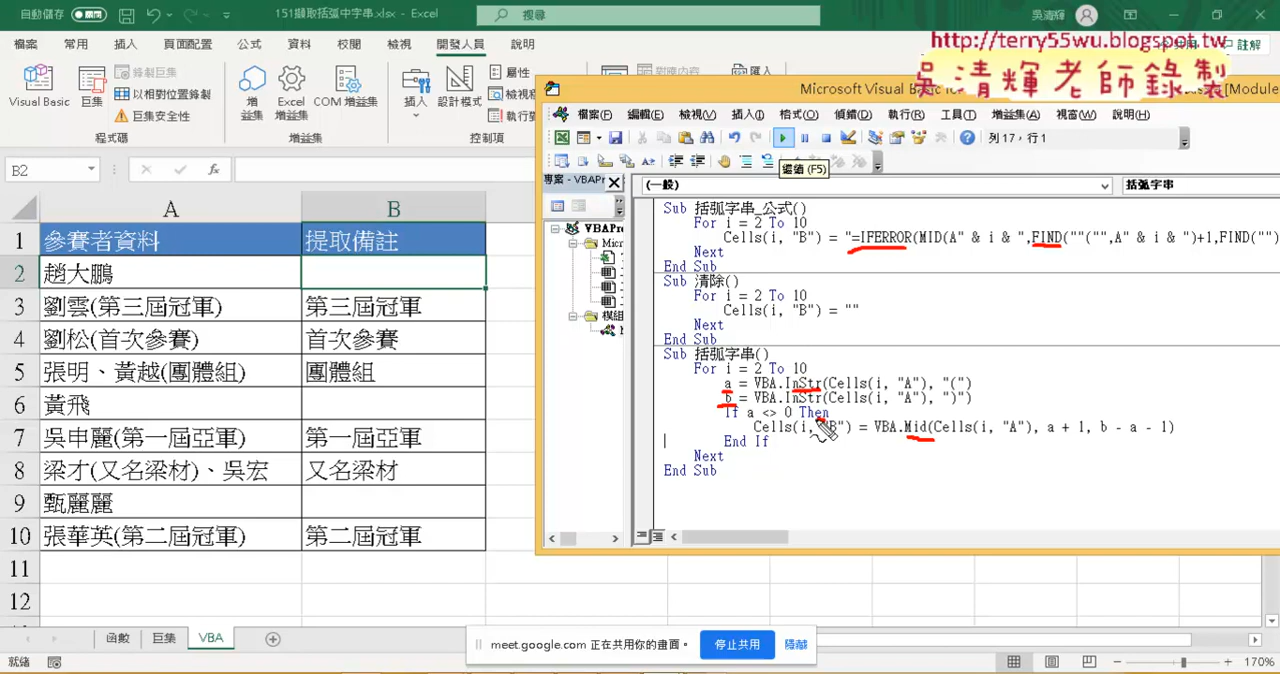 自動儲存
151擷取括弧中字串.xlsx - Excel
搜尋
吳清輝
http://terry55wu.blogspot.tw
吳清輝老師錄製
檔案 常用 插入 頁面配置 公式 資料 校閱 檢視 開發人員 說明
註解
Visual Basic
巨集
錄製巨集
以相對位置錄製
巨集安全性
程式碼
增益集
Excel 增益集
COM 增益集
增益集
插入
設計模式
屬性
控制項
匯入
B2
fx
A B
1 參賽者資料 提取備註
2 趙大鵬
3 劉雲(第三屆冠軍) 第三屆冠軍
4 劉松(首次參賽) 首次參賽
5 張明、黃越(團體組) 團體組
6 黃飛
7 吳申麗(第一屆亞軍) 第一屆亞軍
8 梁才(又名梁材)、吳宏 又名梁材
9 甄麗麗
10 張華英(第二屆冠軍) 第二屆冠軍
11
12
函數 巨集 VBA
就緒
170%
meet.google.com 正在共用你的畫面。 停止共用 隱藏
Microsoft Visual Basic
[Module
檔案(F) 編輯(E) 檢視(V) 插入(I) 格式(O) 偵錯(D) 執行(R) 工具(T) 增益集(A) 視窗(W) 說明(H)
列 17，行 1
繼續 (F5)
專案 - VBAPr
VBAPro
Micr
模組
(一般) 括弧字串
Sub 括弧字串_公式()
For i = 2 To 10
Cells(i, "B") = "=IFERROR(MID(A" & i & ",FIND(""("",A" & i & ")+1,FIND("")
Next
End Sub
Sub 清除()
For i = 2 To 10
Cells(i, "B") = ""
Next
End Sub
Sub 括弧字串()
For i = 2 To 10
a = VBA.InStr(Cells(i, "A"), "(")
b = VBA.InStr(Cells(i, "A"), ")")
If a <> 0 Then
Cells(i, "B") = VBA.Mid(Cells(i, "A"), a + 1, b - a - 1)
End If
Next
End Sub